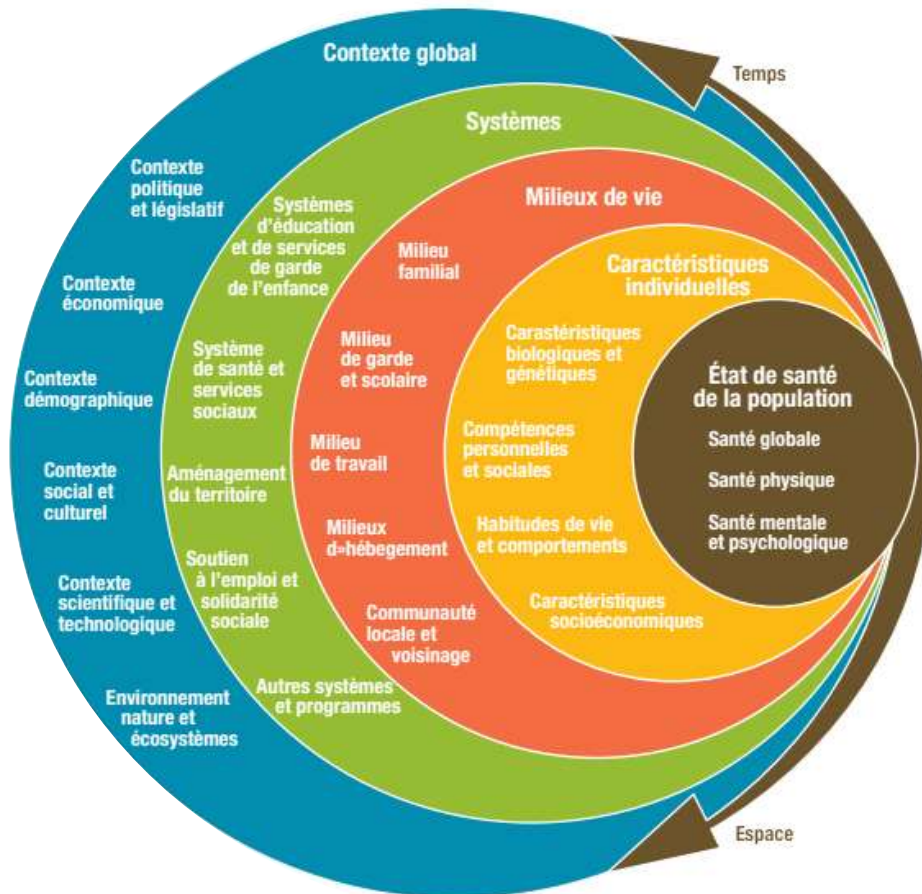 Contexte global
Temps
Systèmes
Contexte
politique
et législatif
Contexte
économique
Contexte
démographique
Contexte
social et
culturel
Contexte
scientifique et
technologique
Environnement
nature et
écosystèmes
Systèmes
d'éducation
et de services
de garde
de l'enfance
Système
de santé et
services
sociaux
Aménagement
du territoire
Soutien
à l'emploi et
solidarité
sociale
Autres systèmes
et programmes
Milieux de vie
Milieu
familial
Milieu
de garde
et scolaire
Milieu
de travail
Milieux
d»hébegement
Communauté
locale et
voisinage
Caractéristiques
individuelles
Carastéristiques
biologiques et
génétiques
Compétences
personnelles
et sociales
Habitudes de vie
et comportements
Caractéristiques
socioéconomiques
État de santé
de la population
Santé globale
Santé physique
Santé mentale
et psychologique
Espace